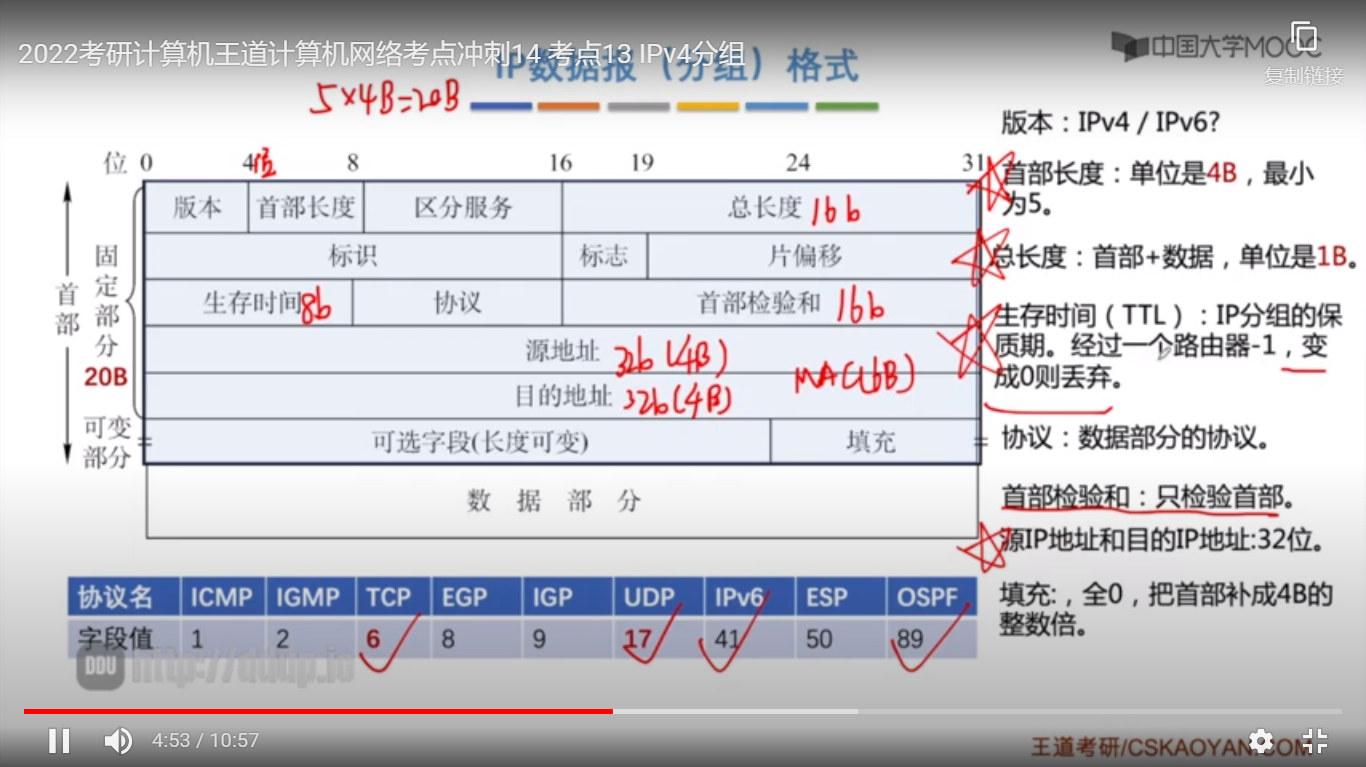 2022考研计算机王道计算机网络考点冲刺14 考点13 IPv4分组
IP数据报（分组）格式
中国大学MOOC
复制链接
5×4B=20B
版本：IPv4 / IPv6?
位 0 4位 8 16 19 24 31
首部长度：单位是4B，最小
为5。
版本 首部长度 区分服务 总长度 16b
标识 标志 片偏移
总长度：首部+数据，单位是1B。
生存时间 8b 协议 首部检验和 16b
生存时间（TTL）：IP分组的保
质期。经过一个路由器-1，变
成0则丢弃。
源地址 32b (4B)
目的地址 32b(4B)
MAC(6B)
首部
固定部分
20B
可变
部分
可选字段(长度可变) 填充
协议：数据部分的协议。
数据部分
首部检验和：只检验首部。
源IP地址和目的IP地址:32位。
填充:，全0，把首部补成4B的
整数倍。
协议名 ICMP IGMP TCP EGP IGP UDP IPv6 ESP OSPF
字段值 1 2 6 8 9 17 41 50 89
DDU
4:53 / 10:57
王道考研/CSKAOYAN.COM